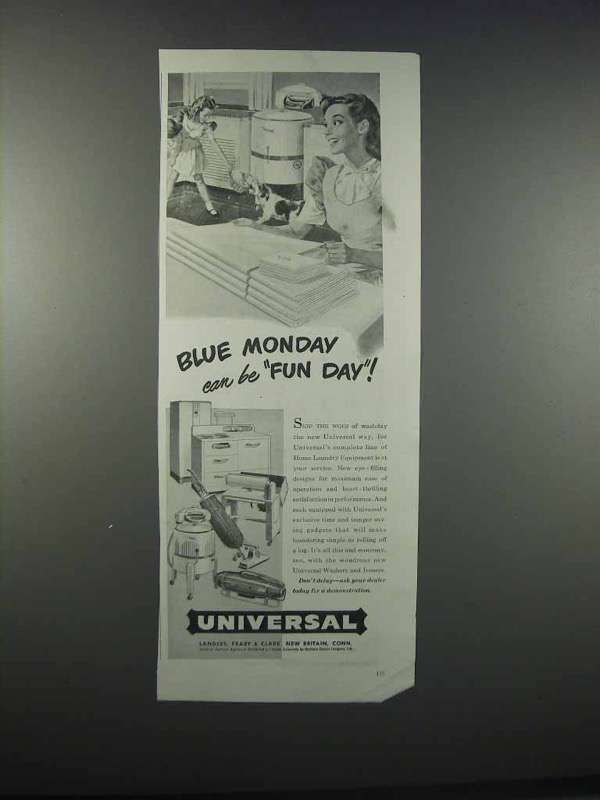 BLUE MONDAY
can be "FUN DAY"!
SKIP THE WOES of washday
the new Universal way, for
Universal's complete line of
Home Laundry Equipment is at
your service. New eye-filling
designs for maximum ease of
operation and heart-thrilling
satisfaction in performance. And
each equipped with Universal's
exclusive time and temper sav-
ing gadgets that will make
laundering simple as rolling off
a log. It's all this and economy,
too, with the wondrous new
Universal Washers and Ironers.
Don't delay—ask your dealer
today for a demonstration.
UNIVERSAL
LANDERS, FRARY & CLARK, NEW BRITAIN, CONN.